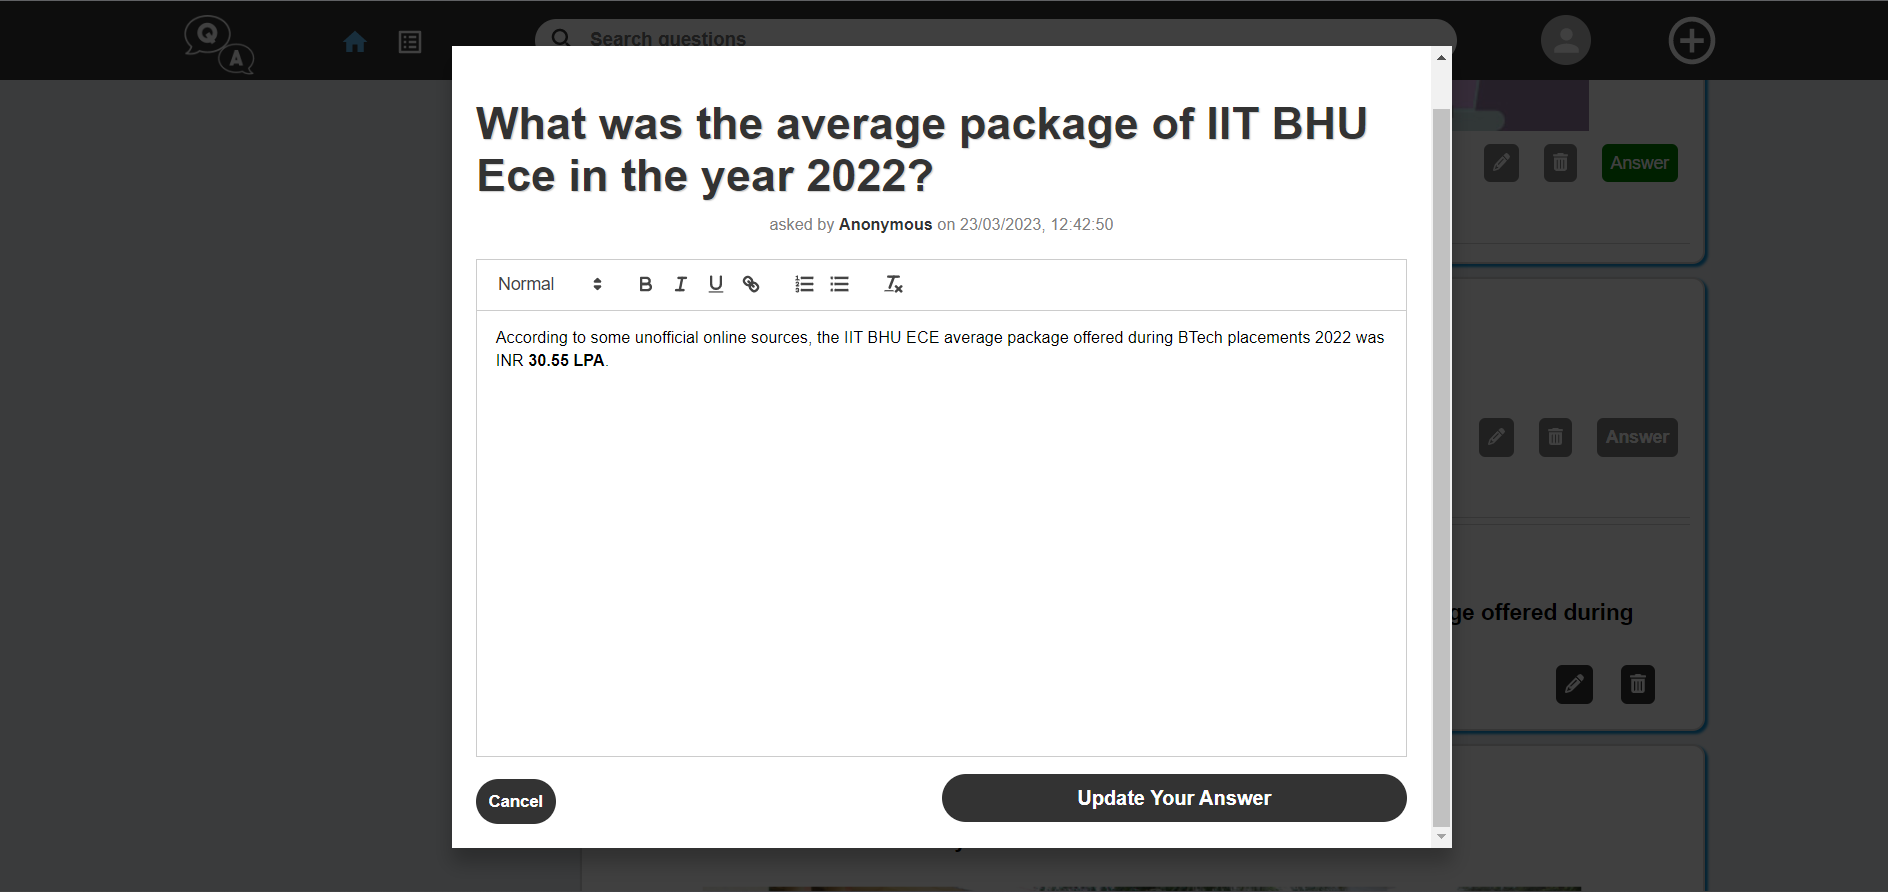 Q
A
Search questions
What was the average package of IIT BHU
Ece in the year 2022?
asked by Anonymous on 23/03/2023, 12:42:50
Normal
According to some unofficial online sources, the IIT BHU ECE average package offered during BTech placements 2022 was
INR 30.55 LPA.
Cancel
Update Your Answer
Answer
Answer
ge offered during